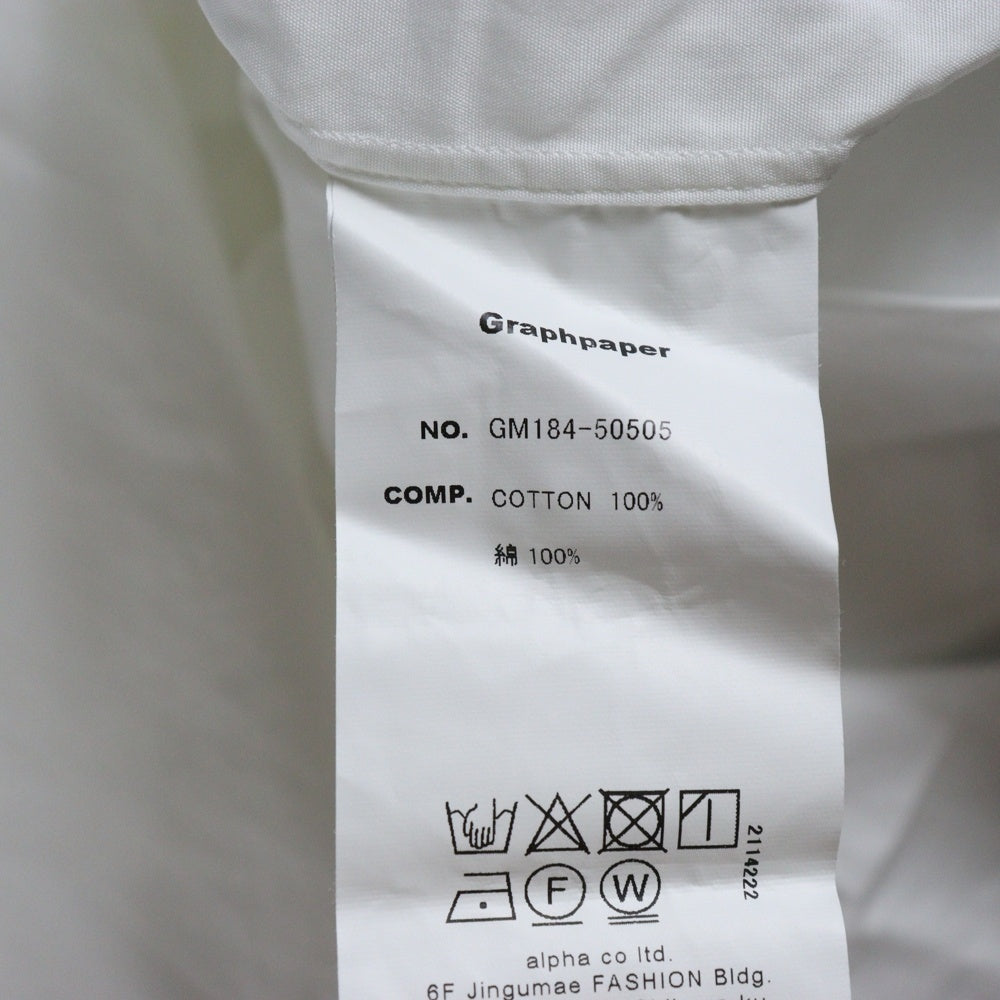 Graphpaper
NO. GM184-50505
COMP. COTTON 100%
綿 100%
2114222
F W
alpha co ltd.
6F Jingumae FASHION Bldg.